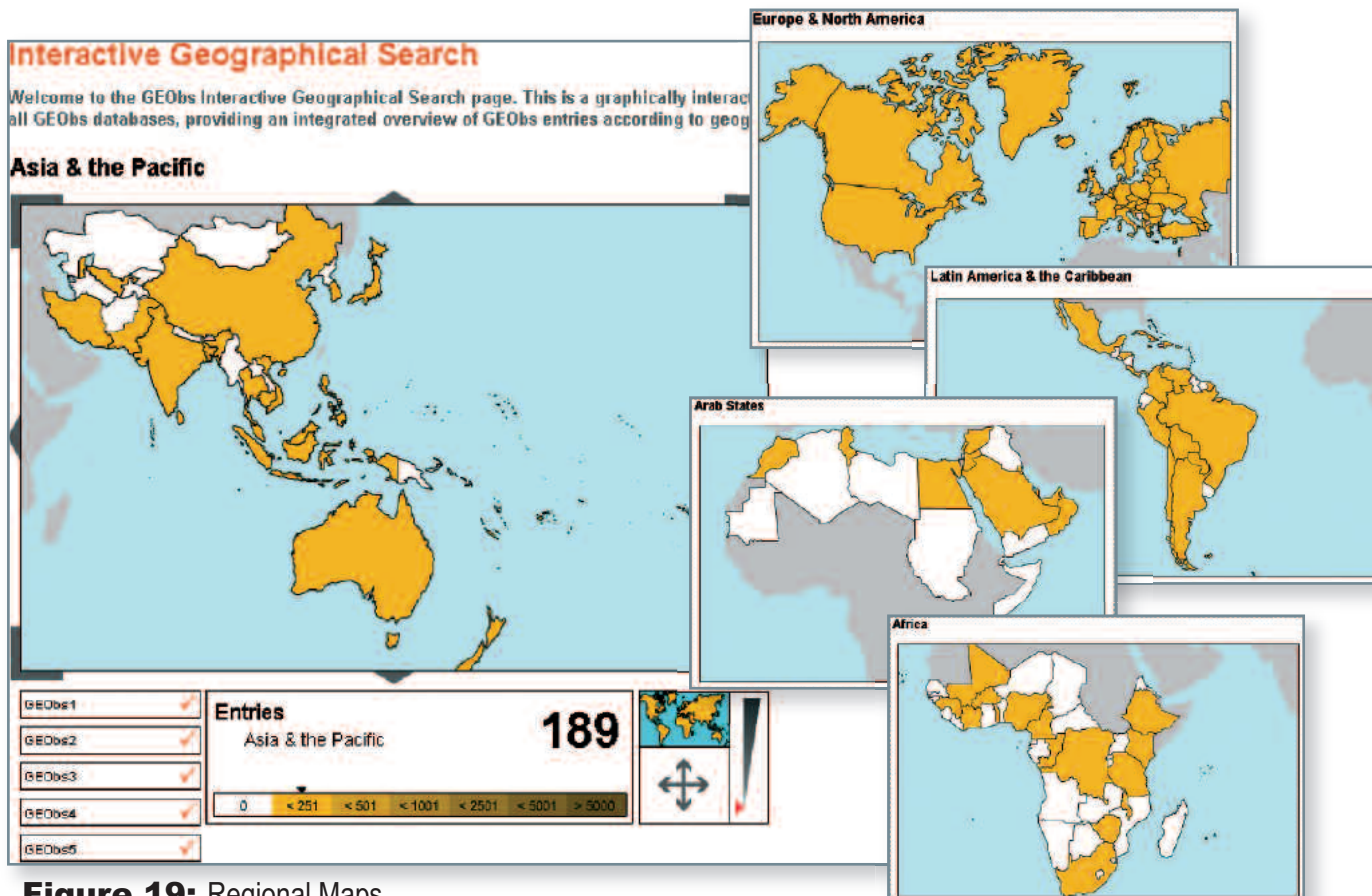 Interactive Geographical Search
Welcome to the GEObs Interactive Geographical Search page. This is a graphically interac
all GEObs databases, providing an integrated overview of GEObs entries according to geog
Asia & the Pacific
Europe & North America
Latin America & the Caribbean
Arab States
Africa
GEObs1
GEObs2
GEObs3
GEObs4
GEObs5
Entries
Asia & the Pacific
189
0 < 251 < 501 < 1001 < 2501 < 5001 > 5000
Figure 19: Regional Maps